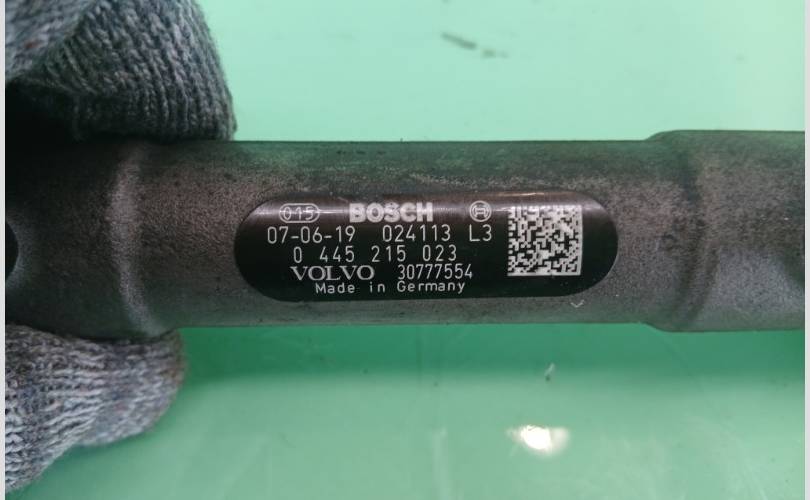 015 BOSCH
07-06-19 024113 L3
0 445 215 023
VOLVO 30777554
Made in Germany